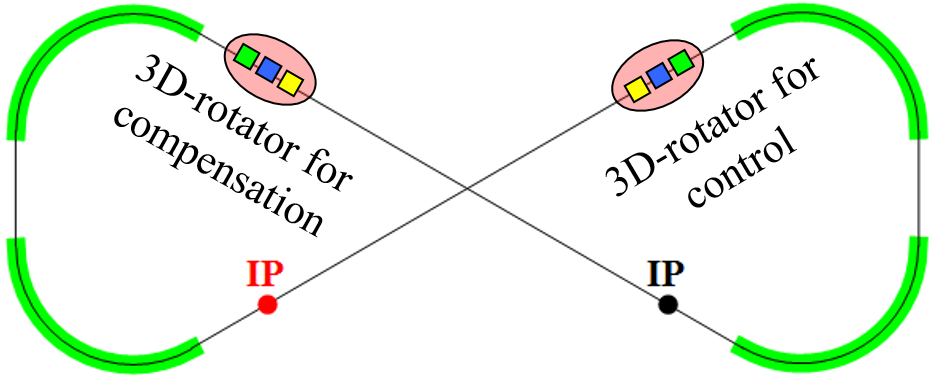 3D-rotator for
compensation
3D-rotator for
control
IP
IP